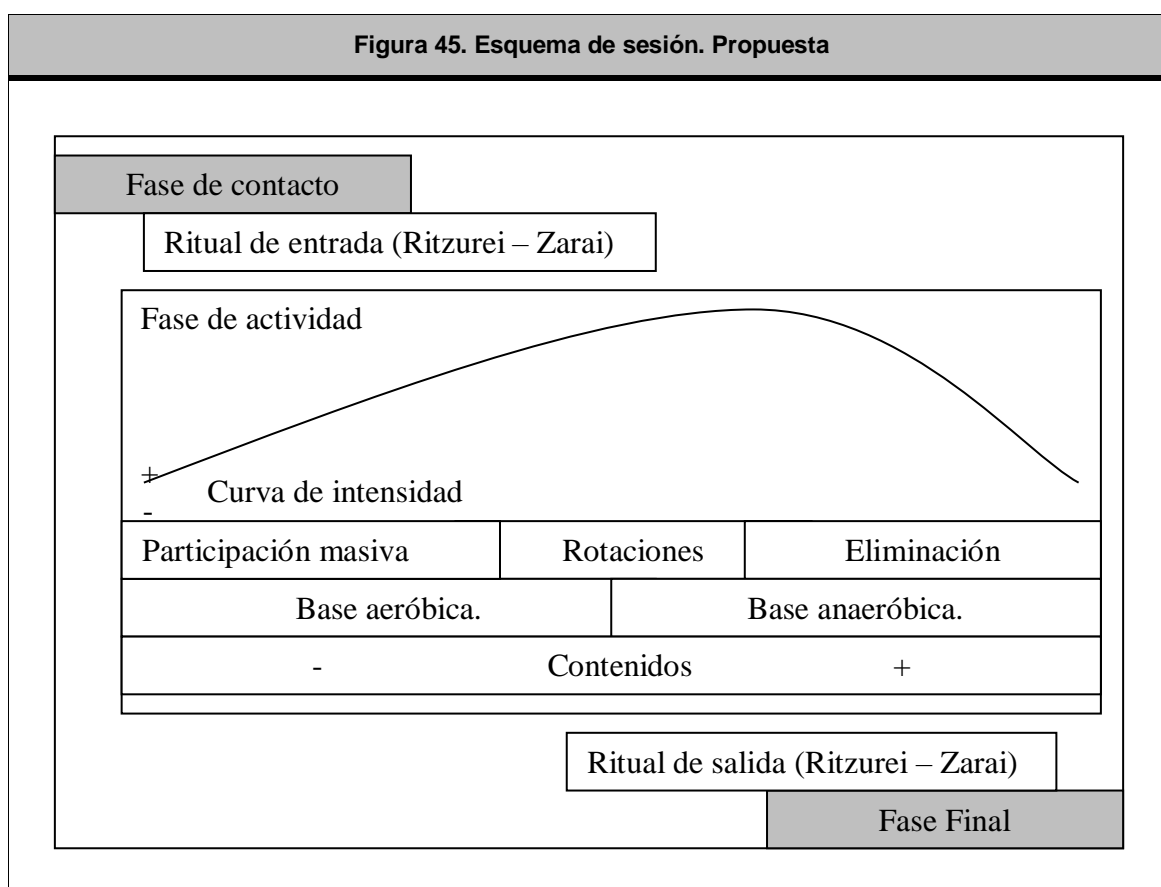 Figura 45. Esquema de sesión. Propuesta
Fase de contacto
Ritual de entrada (Ritzurei – Zarai)
Fase de actividad
+
Curva de intensidad
-
Participación masiva Rotaciones Eliminación
Base aeróbica. Base anaeróbica.
- Contenidos +
Ritual de salida (Ritzurei – Zarai)
Fase Final